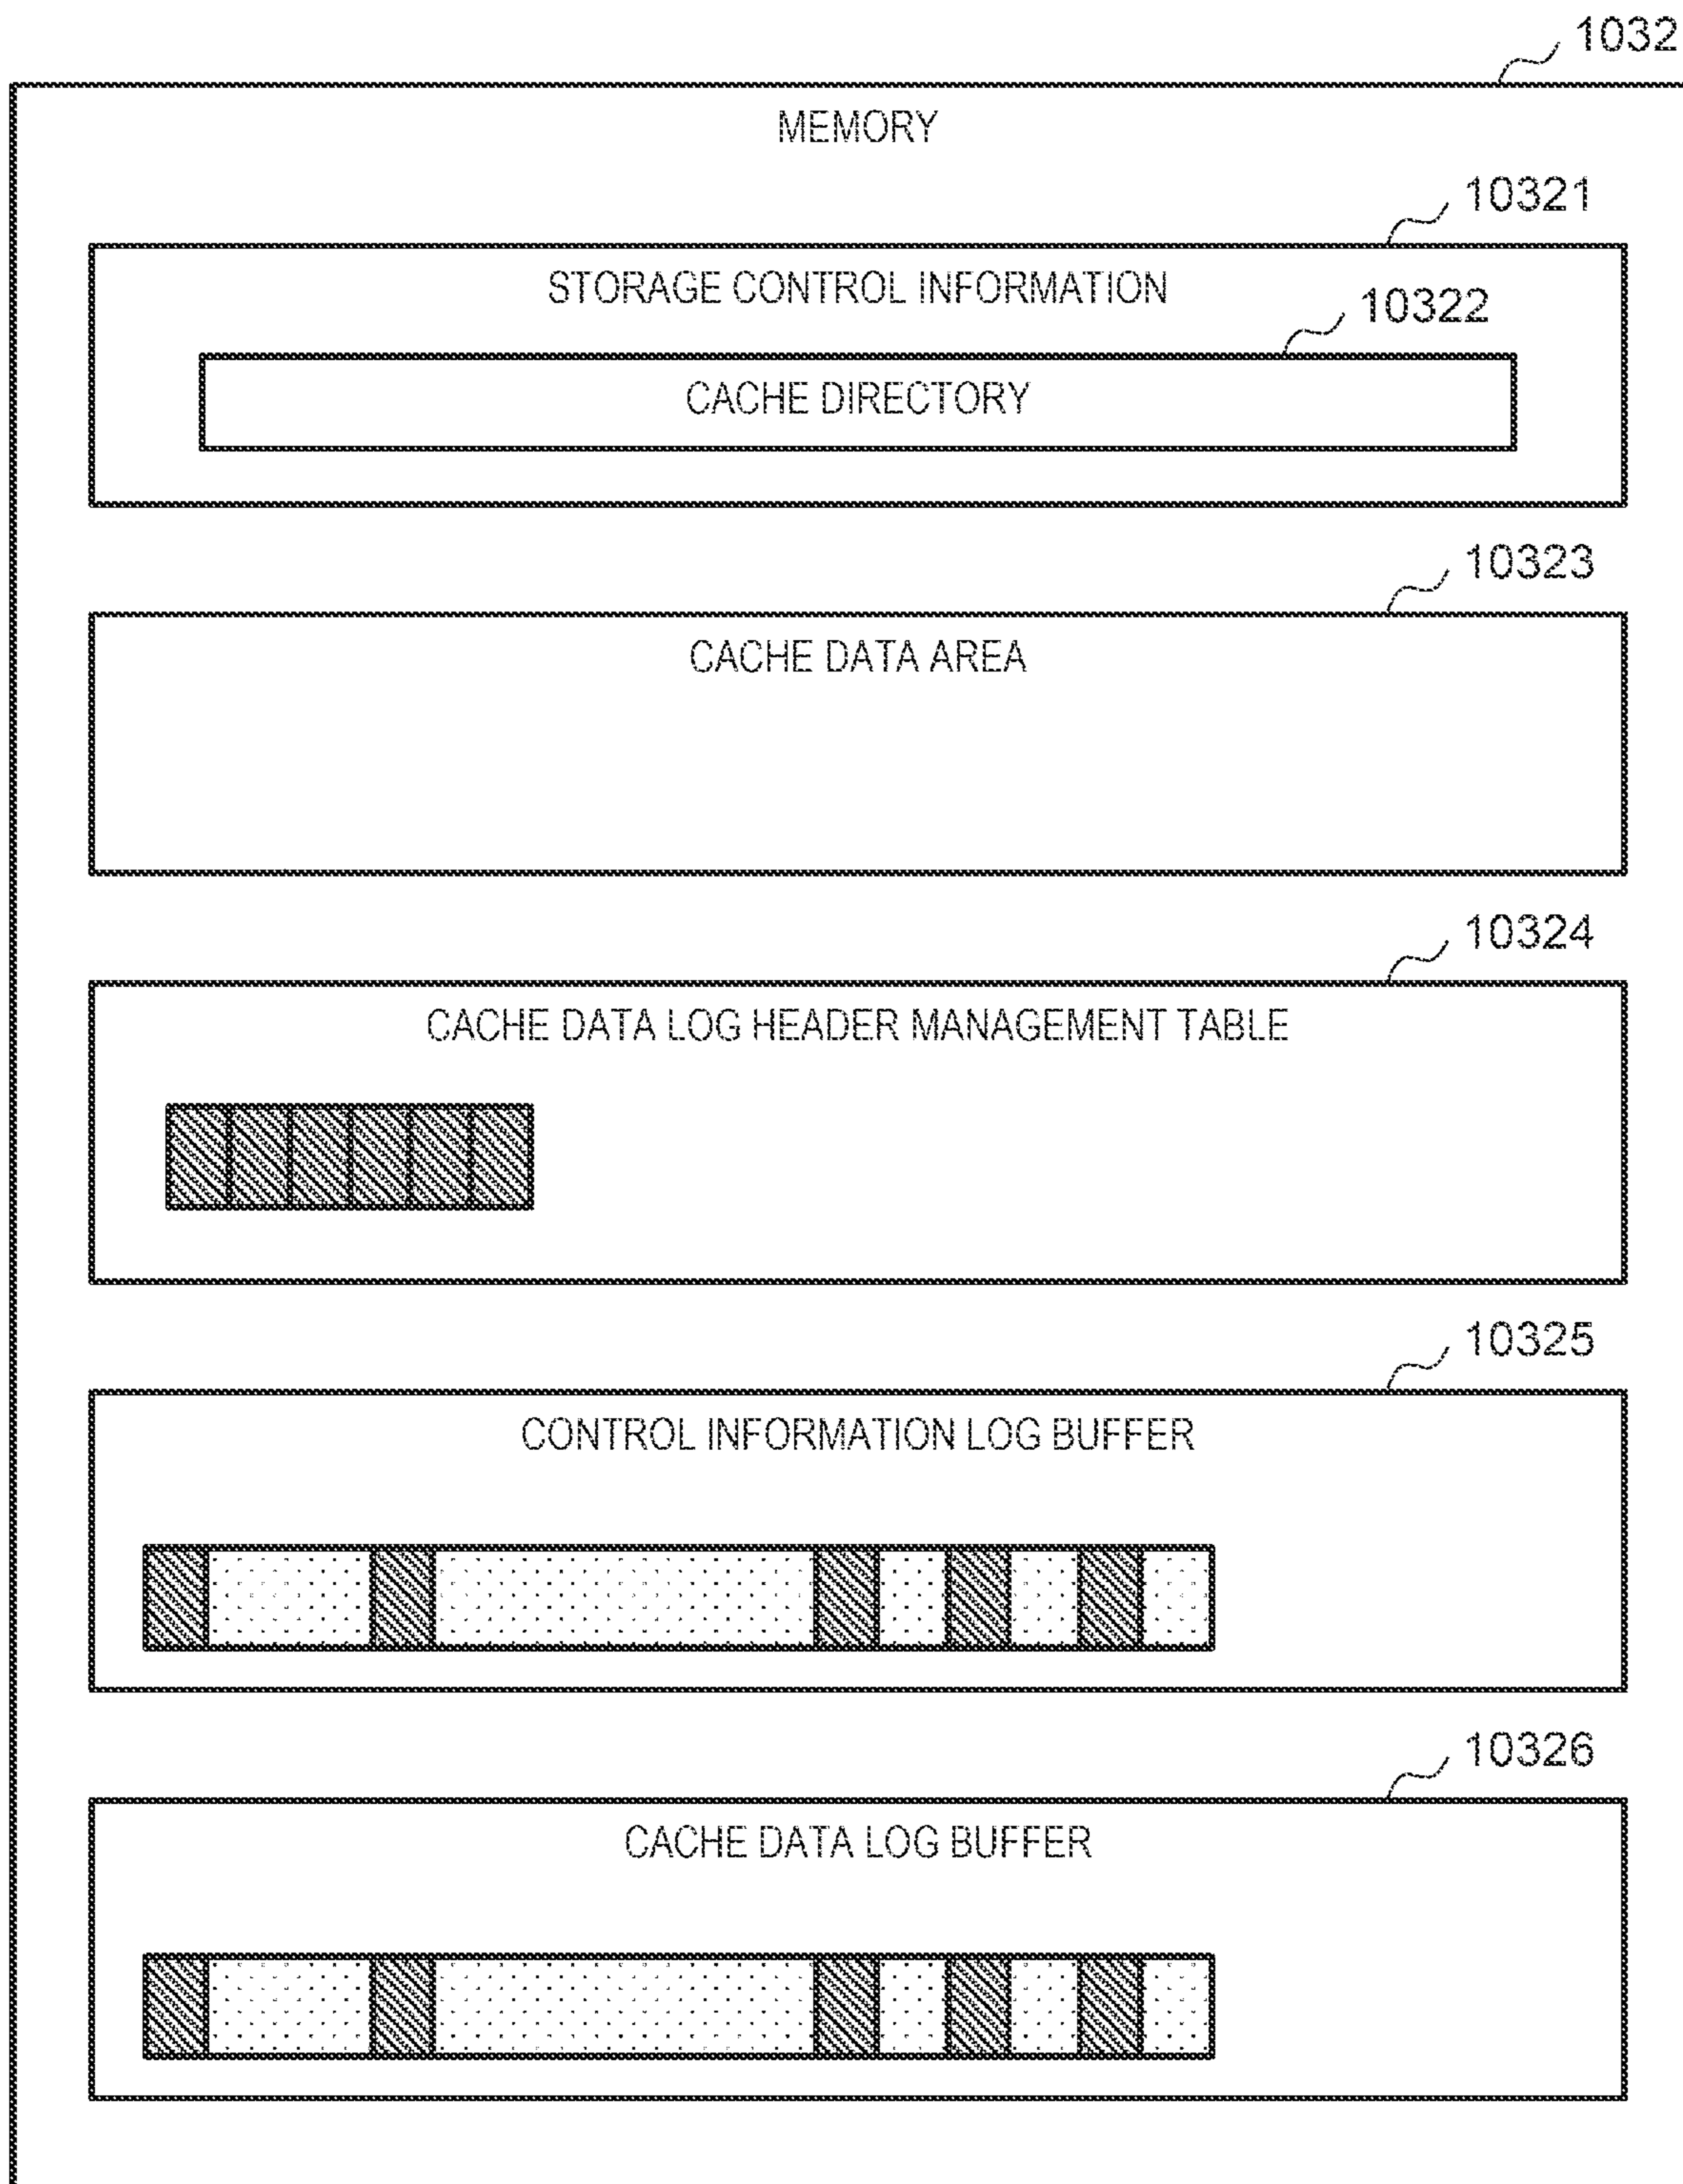 1032
MEMORY
10321
STORAGE CONTROL INFORMATION
10322
CACHE DIRECTORY
10323
CACHE DATA AREA
10324
CACHE DATA LOG HEADER MANAGEMENT TABLE
10325
CONTROL INFORMATION LOG BUFFER
10326
CACHE DATA LOG BUFFER